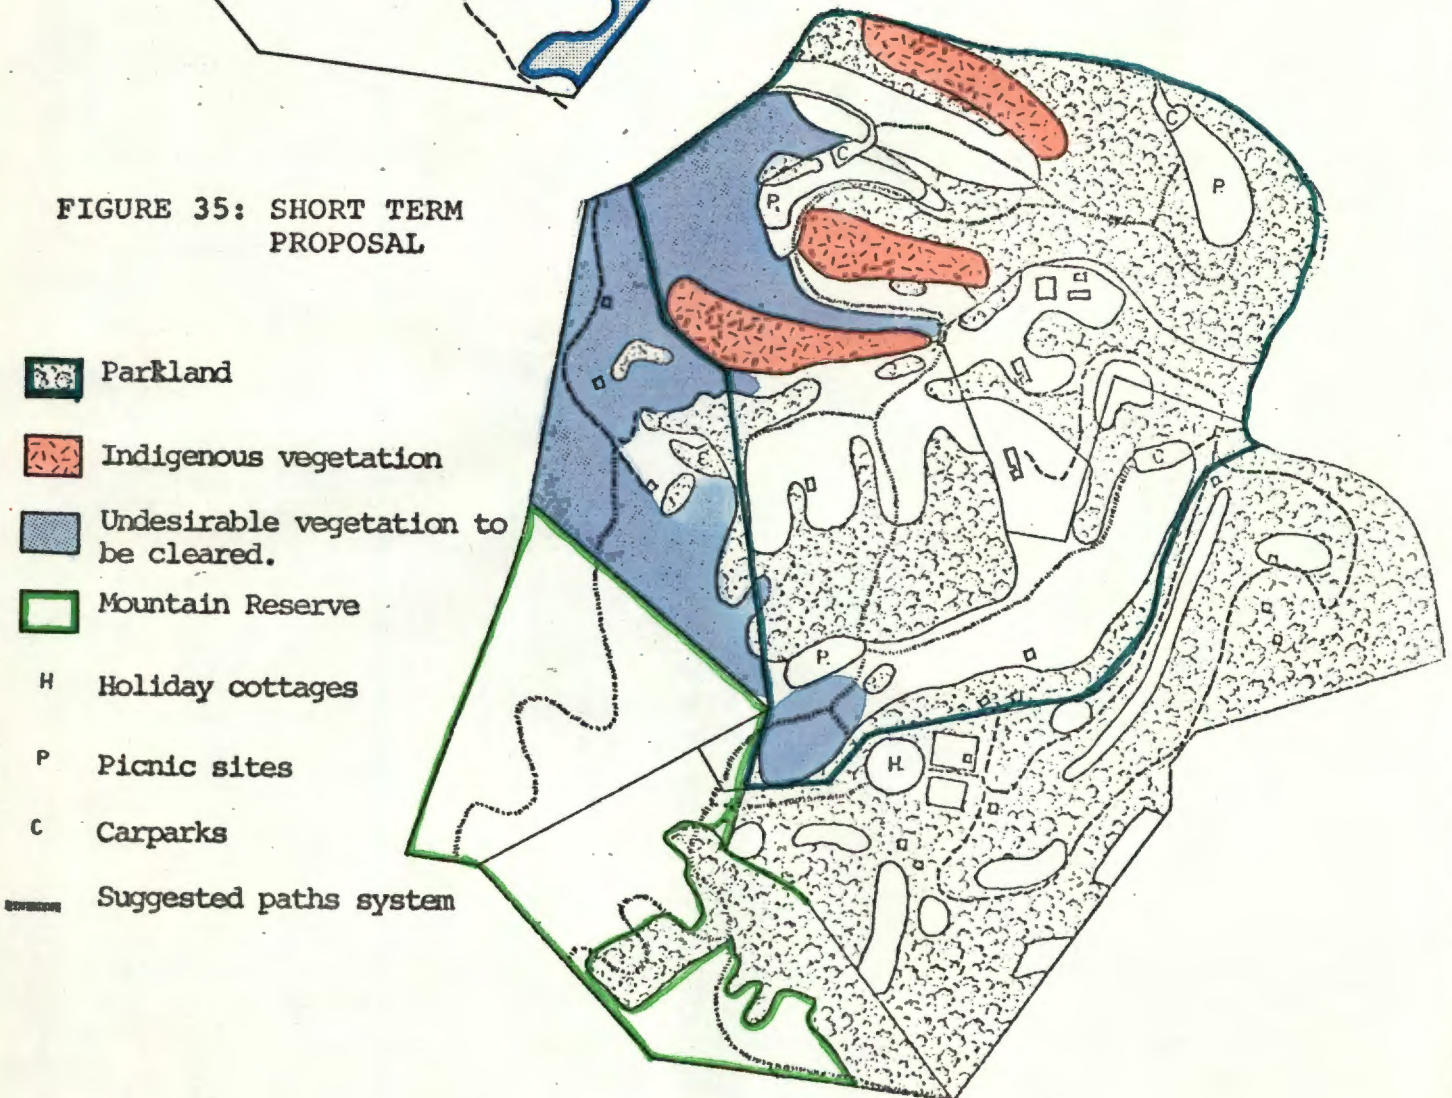 FIGURE 35: SHORT TERM
PROPOSAL
Parkland
Indigenous vegetation
Undesirable vegetation to
be cleared.
Mountain Reserve
H Holiday cottages
P Picnic sites
C Carparks
Suggested paths system
C
P.
C
P.
C
C
P.
H.